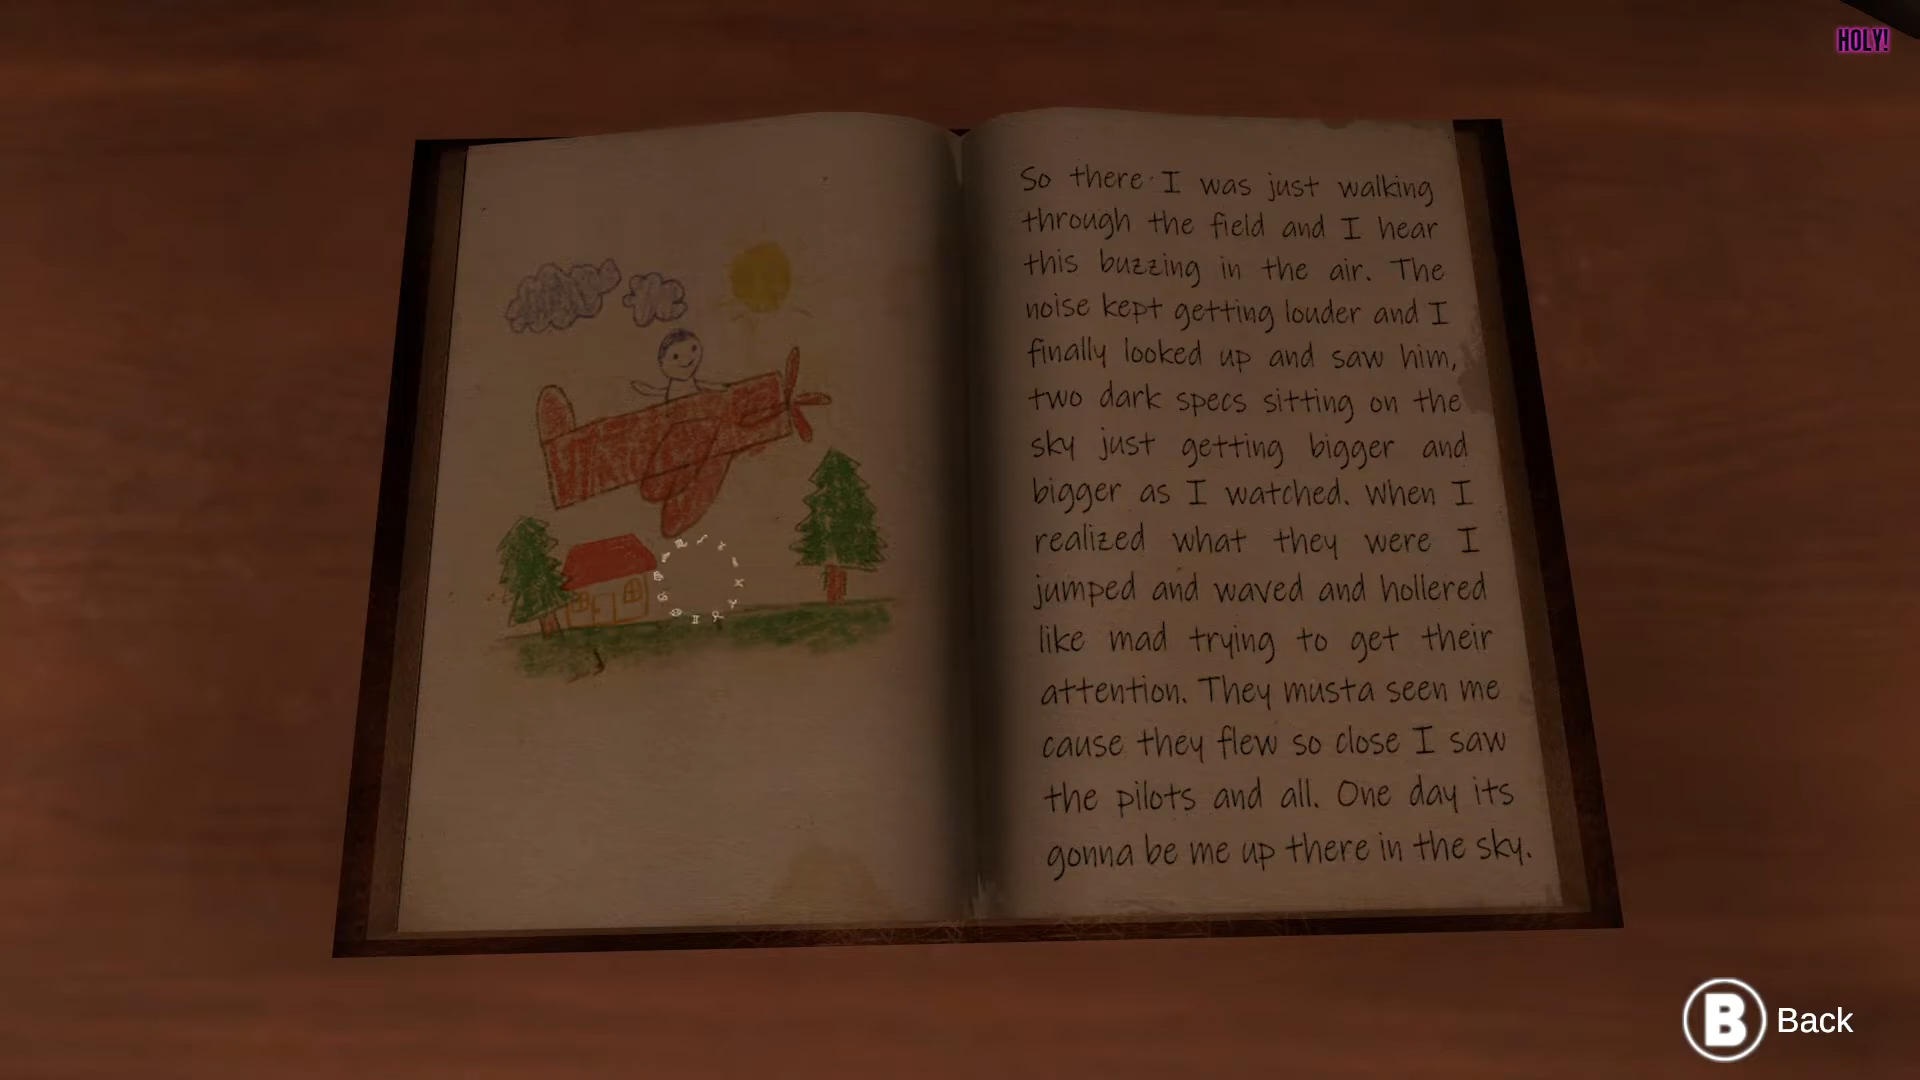 HOLY!
So there I was just walking
through the field and I hear
this buzzing in the air. The
noise kept getting louder and I
finally looked up and saw him,
two dark specs sitting on the
sky just getting bigger and
bigger as I watched. When I
realized what they were I
jumped and waved and hollered
like mad trying to get their
attention. They musta seen me
cause they flew so close I saw
the pilots and all. One day its
gonna be me up there in the sky.
B Back